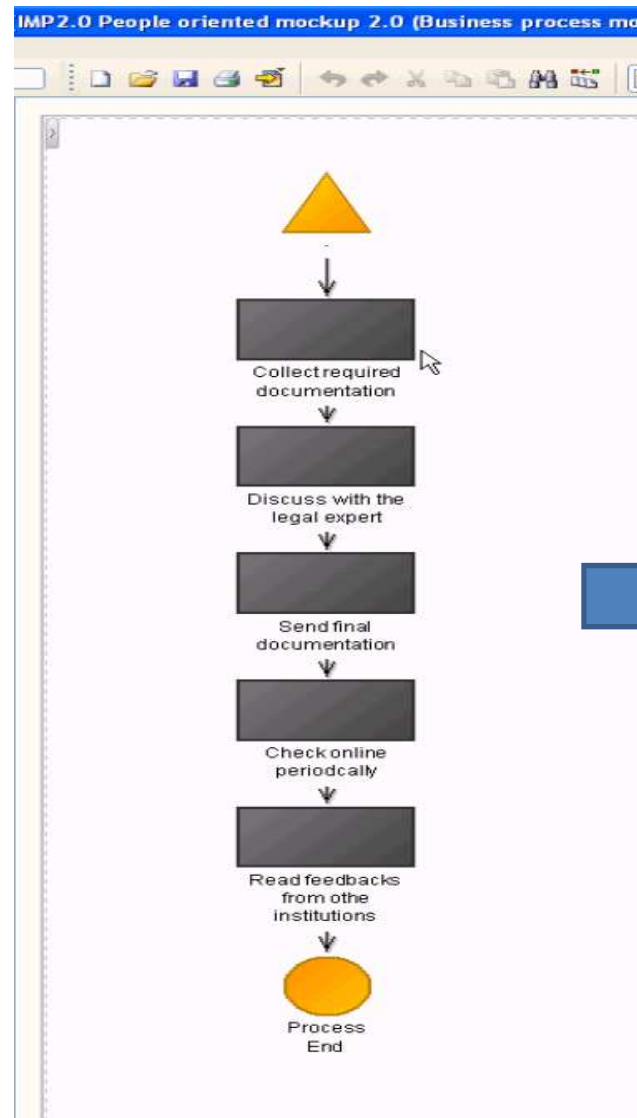 IMP2.0 People oriented mockup 2.0 (Business process mo
Collect required
documentation
Discuss with the
legal expert
Send final
documentation
Check online
periodcally
Read feedbacks
from othe
institutions
Process
End